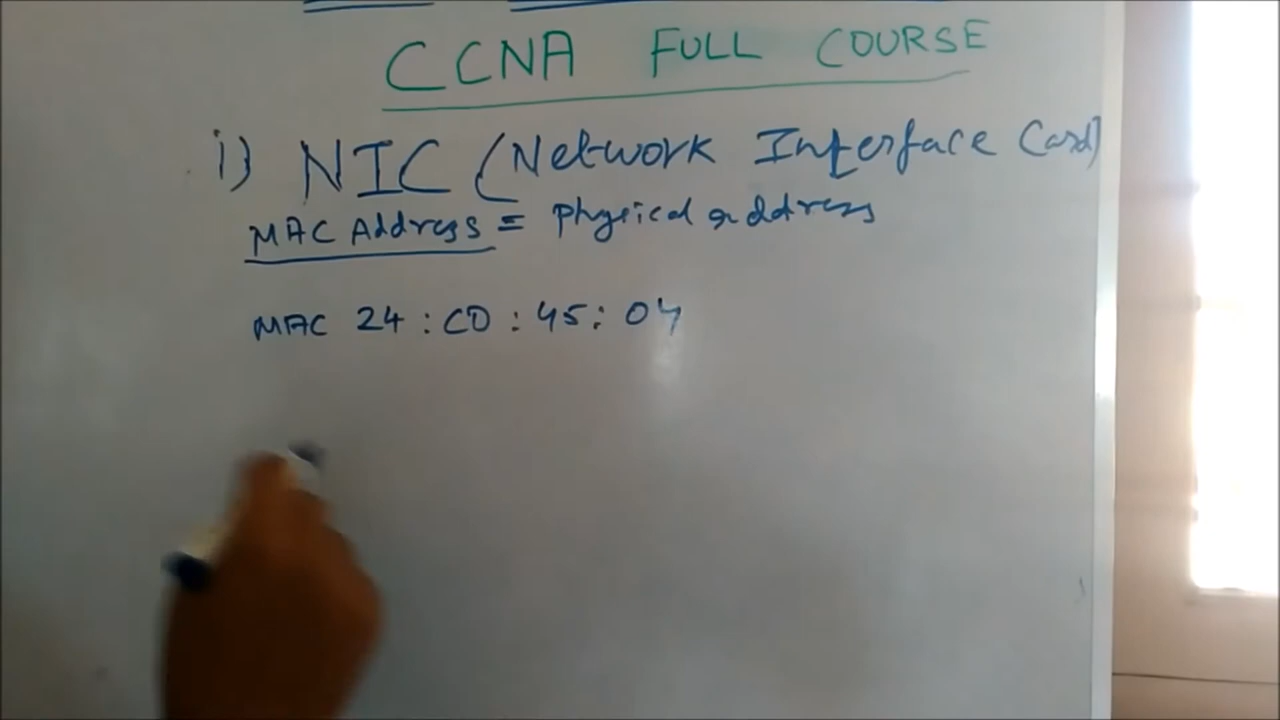 CCNA FULL COURSE
i) NIC (Network Interface Card)
MAC Address = Physical address
MAC 24 : CD : 45 : 04